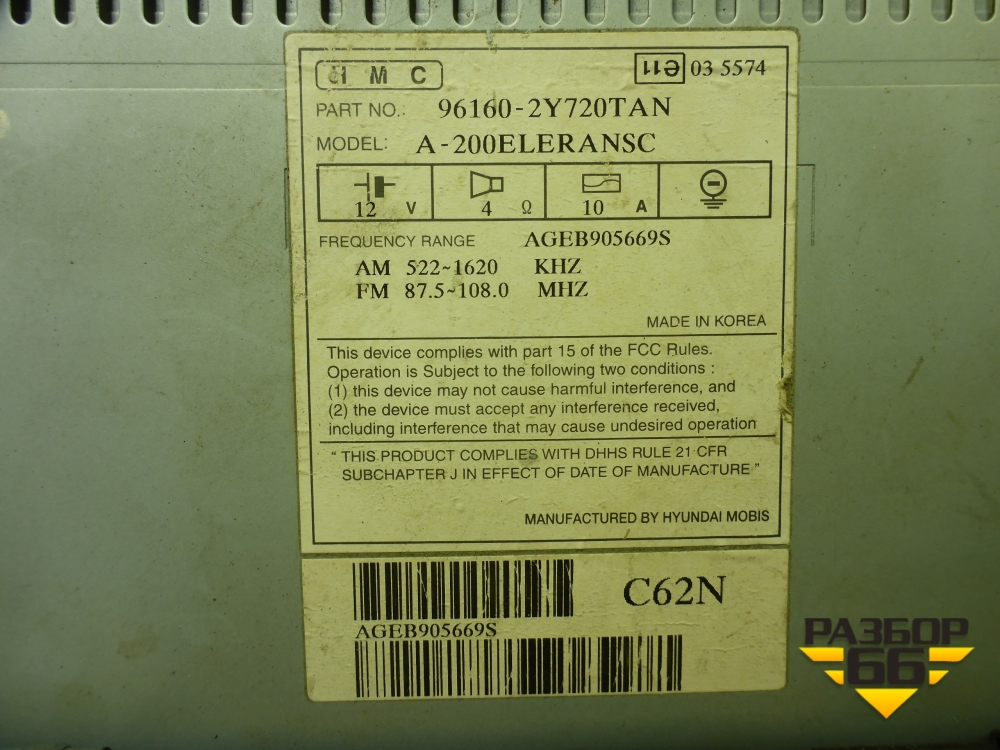 H M C
e11 03 5574
PART NO.: 96160-2Y720TAN
MODEL: A-200ELERANSC
12 V 4 Ω 10 A
FREQUENCY RANGE AGEB905669S
AM 522~1620 KHZ
FM 87.5~108.0 MHZ
MADE IN KOREA
This device complies with part 15 of the FCC Rules.
Operation is Subject to the following two conditions :
(1) this device may not cause harmful interference, and
(2) the device must accept any interference received,
including interference that may cause undesired operation
“ THIS PRODUCT COMPLIES WITH DHHS RULE 21 CFR
SUBCHAPTER J IN EFFECT OF DATE OF MANUFACTURE ”
MANUFACTURED BY HYUNDAI MOBIS
C62N
AGEB905669S
РАЗБОР
66